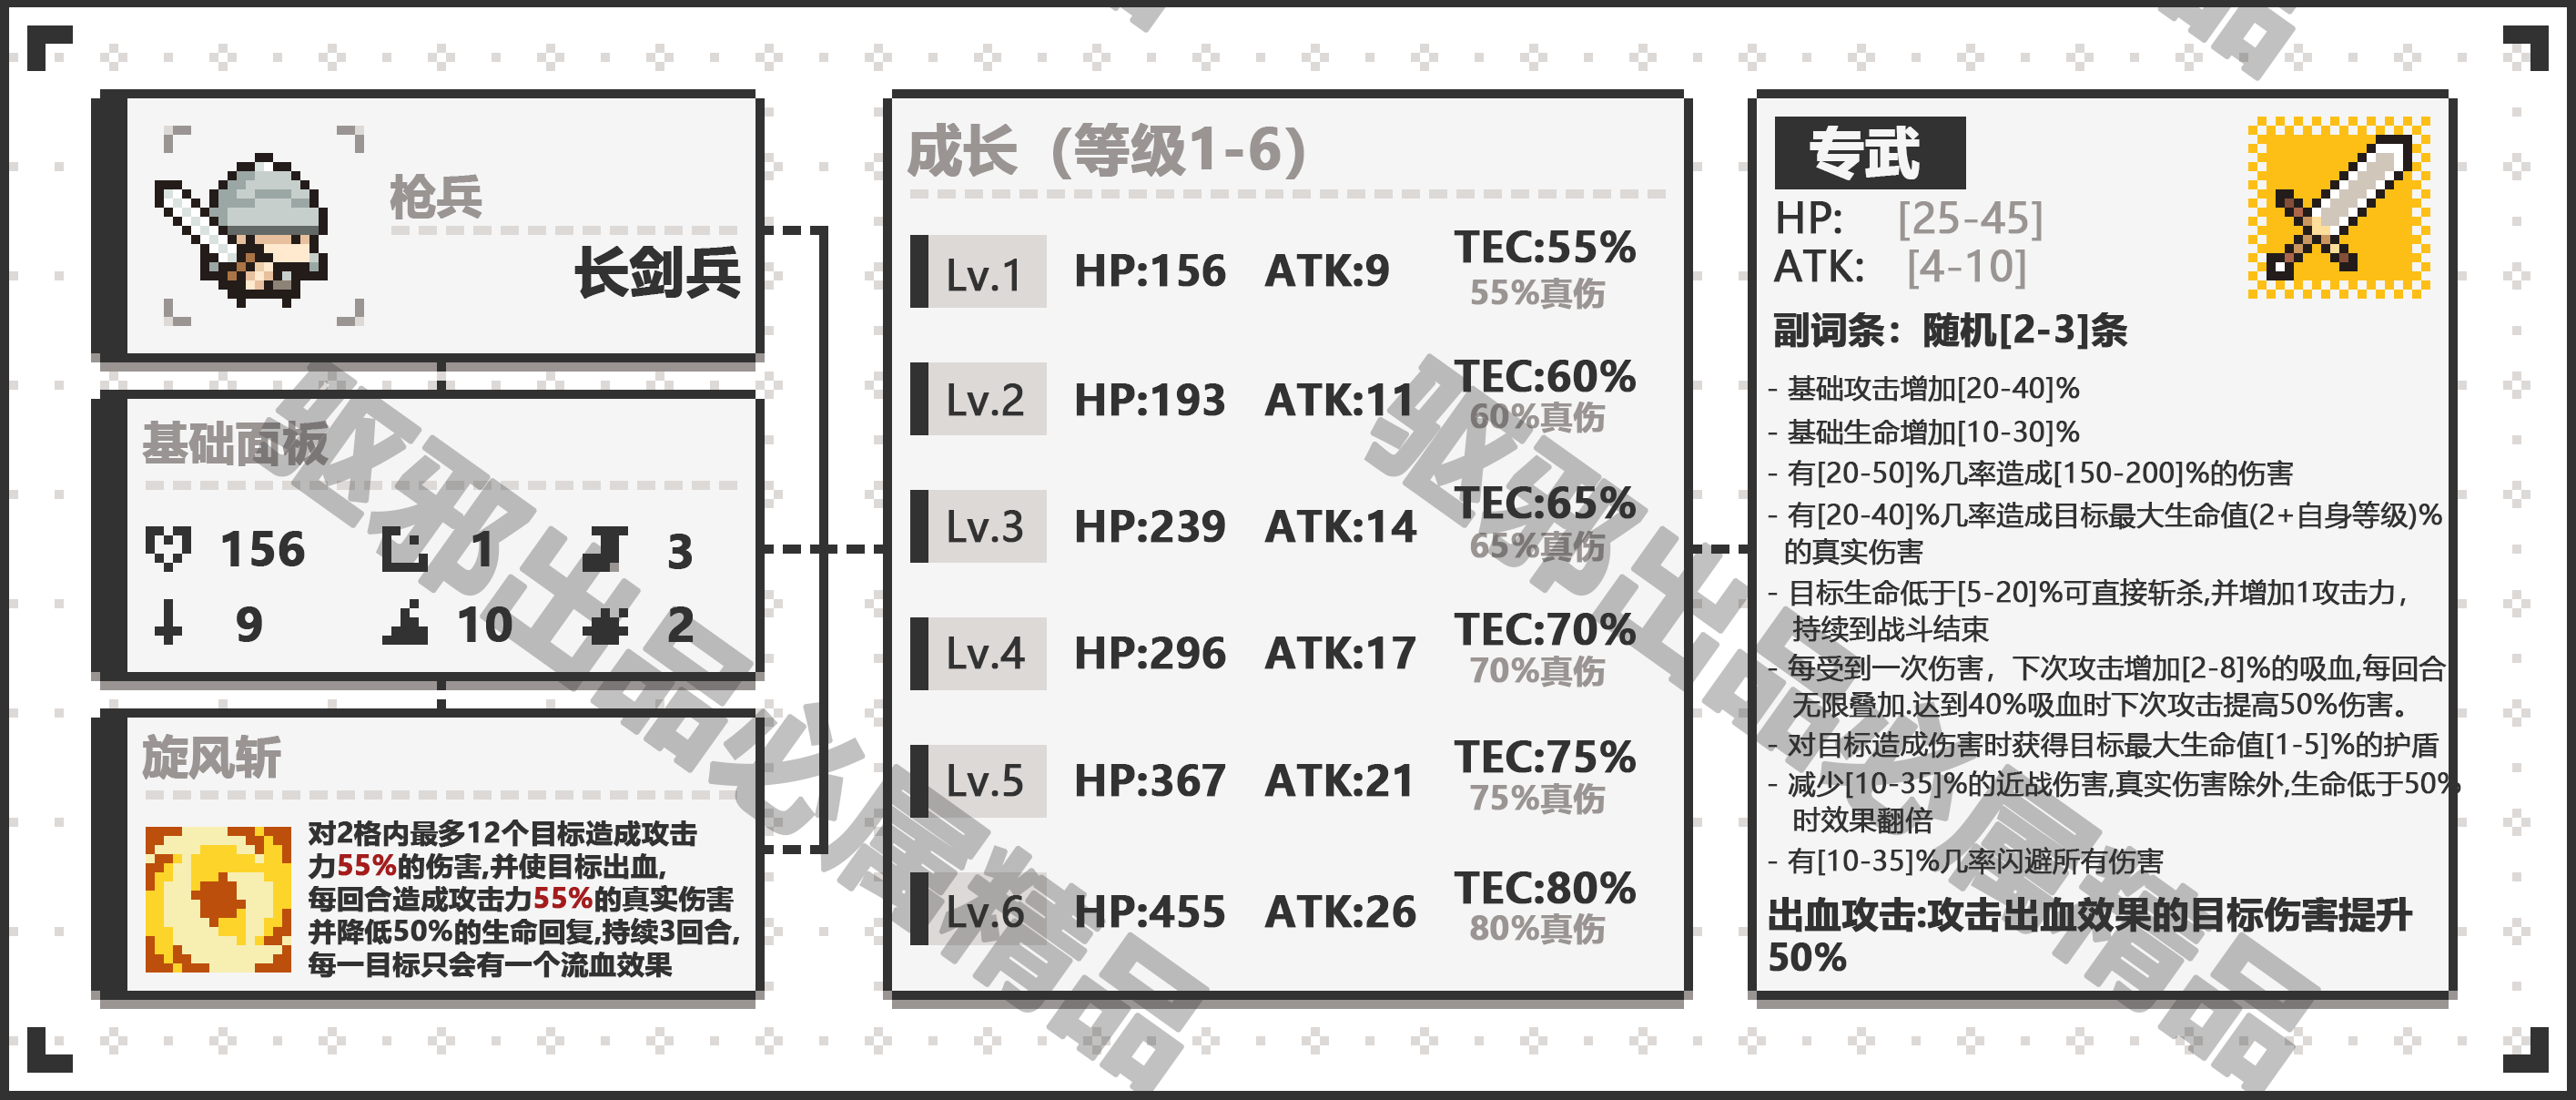 枪兵
长剑兵
基础面板
156 1 3
9 10 2
旋风斩
对2格内最多12个目标造成攻击
力55%的伤害,并使目标出血,
每回合造成攻击力55%的真实伤害
并降低50%的生命回复,持续3回合,
每一目标只会有一个流血效果
成长（等级1-6）
Lv.1 HP:156 ATK:9 TEC:55%
55%真伤
Lv.2 HP:193 ATK:11 TEC:60%
60%真伤
Lv.3 HP:239 ATK:14 TEC:65%
65%真伤
Lv.4 HP:296 ATK:17 TEC:70%
70%真伤
Lv.5 HP:367 ATK:21 TEC:75%
75%真伤
Lv.6 HP:455 ATK:26 TEC:80%
80%真伤
专武
HP: [25-45]
ATK: [4-10]
副词条：随机[2-3]条
- 基础攻击增加[20-40]%
- 基础生命增加[10-30]%
- 有[20-50]%几率造成[150-200]%的伤害
- 有[20-40]%几率造成目标最大生命值(2+自身等级)%
的真实伤害
- 目标生命低于[5-20]%可直接斩杀,并增加1攻击力，
持续到战斗结束
- 每受到一次伤害，下次攻击增加[2-8]%的吸血,每回合
无限叠加.达到40%吸血时下次攻击提高50%伤害。
- 对目标造成伤害时获得目标最大生命值[1-5]%的护盾
- 减少[10-35]%的近战伤害,真实伤害除外,生命低于50%
时效果翻倍
- 有[10-35]%几率闪避所有伤害
出血攻击:攻击出血效果的目标伤害提升
50%
驱邪出品必属精品
驱邪出品必属精品
品